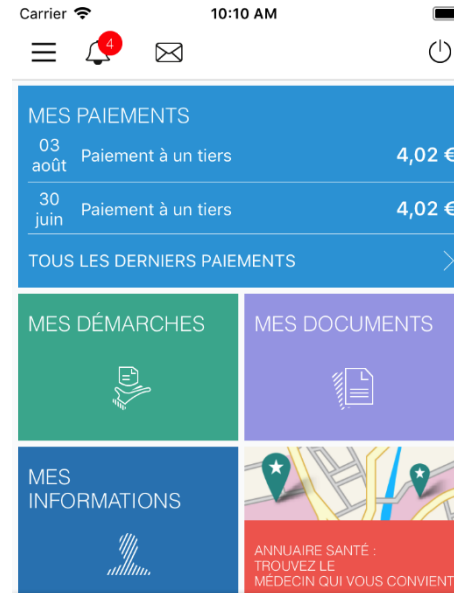 Carrier 10:10 AM
4
MES PAIEMENTS
03 août Paiement à un tiers 4,02 €
30 juin Paiement à un tiers 4,02 €
TOUS LES DERNIERS PAIEMENTS
MES DÉMARCHES
MES DOCUMENTS
MES
INFORMATIONS
ANNUAIRE SANTÉ :
TROUVEZ LE
MÉDECIN QUI VOUS CONVIENT